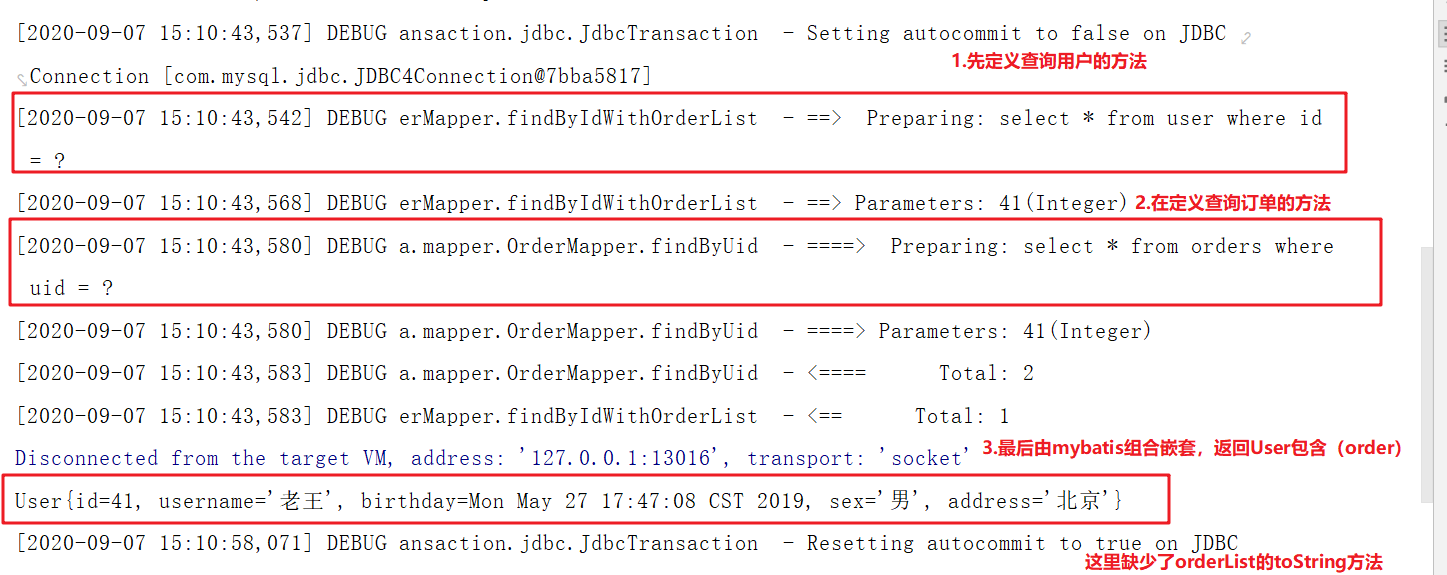 [2020-09-07 15:10:43,537] DEBUG ansaction.jdbc.JdbcTransaction  - Setting autocommit to false on JDBC
Connection [com.mysql.jdbc.JDBC4Connection@7bba5817]
1.先定义查询用户的方法
[2020-09-07 15:10:43,542] DEBUG erMapper.findByIdWithOrderList  - ==>  Preparing: select * from user where id
= ?
[2020-09-07 15:10:43,568] DEBUG erMapper.findByIdWithOrderList  - ==> Parameters: 41(Integer) 2.在定义查询订单的方法
[2020-09-07 15:10:43,580] DEBUG a.mapper.OrderMapper.findByUid  - ====>  Preparing: select * from orders where
uid = ?
[2020-09-07 15:10:43,580] DEBUG a.mapper.OrderMapper.findByUid  - ====> Parameters: 41(Integer)
[2020-09-07 15:10:43,583] DEBUG a.mapper.OrderMapper.findByUid  - <====      Total: 2
[2020-09-07 15:10:43,583] DEBUG erMapper.findByIdWithOrderList  - <==      Total: 1
Disconnected from the target VM, address: '127.0.0.1:13016', transport: 'socket' 3.最后由mybatis组合嵌套，返回User包含（order）
User{id=41, username='老王', birthday=Mon May 27 17:47:08 CST 2019, sex='男', address='北京'}
[2020-09-07 15:10:58,071] DEBUG ansaction.jdbc.JdbcTransaction  - Resetting autocommit to true on JDBC
这里缺少了orderList的toString方法